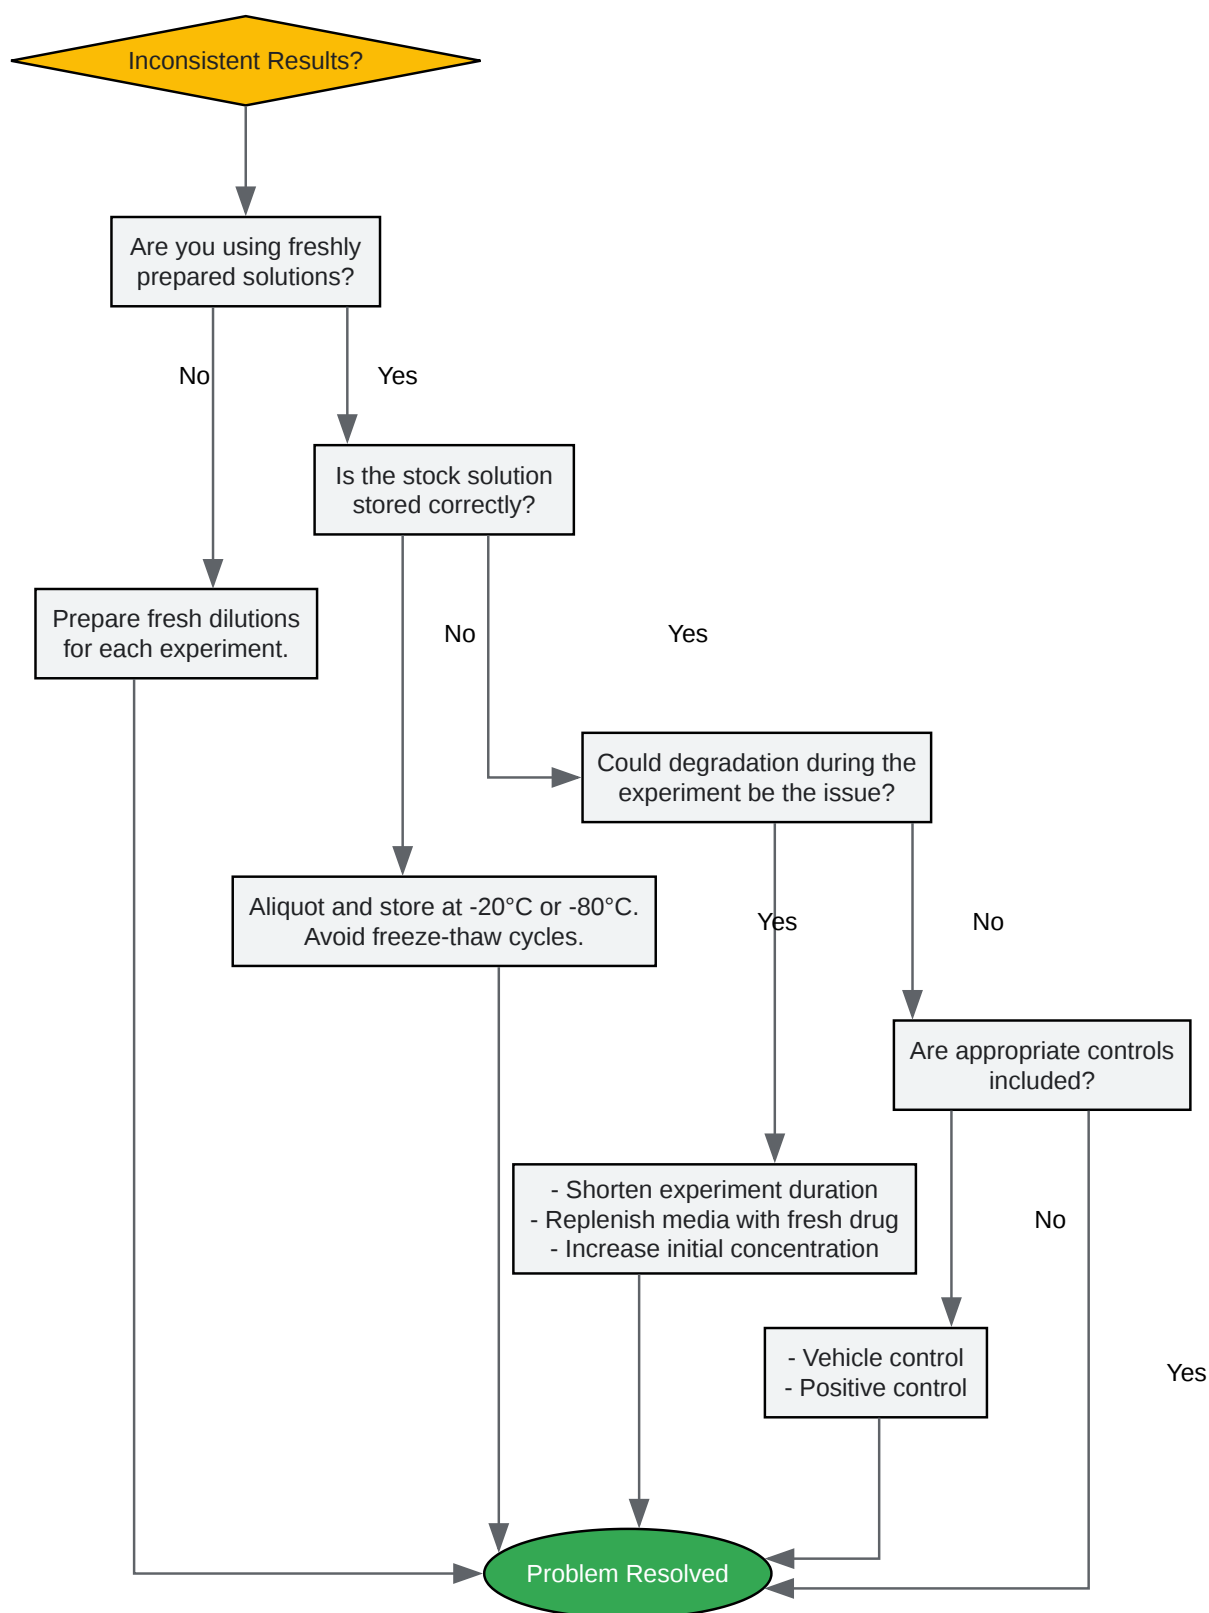 Inconsistent Results?
Are you using freshly
prepared solutions?
No
Yes
Is the stock solution
stored correctly?
Prepare fresh dilutions
for each experiment.
No
Yes
Could degradation during the
experiment be the issue?
Aliquot and store at -20°C or -80°C.
Avoid freeze-thaw cycles.
Yes
No
Are appropriate controls
included?
- Shorten experiment duration
- Replenish media with fresh drug
- Increase initial concentration
No
- Vehicle control
- Positive control
Yes
Problem Resolved